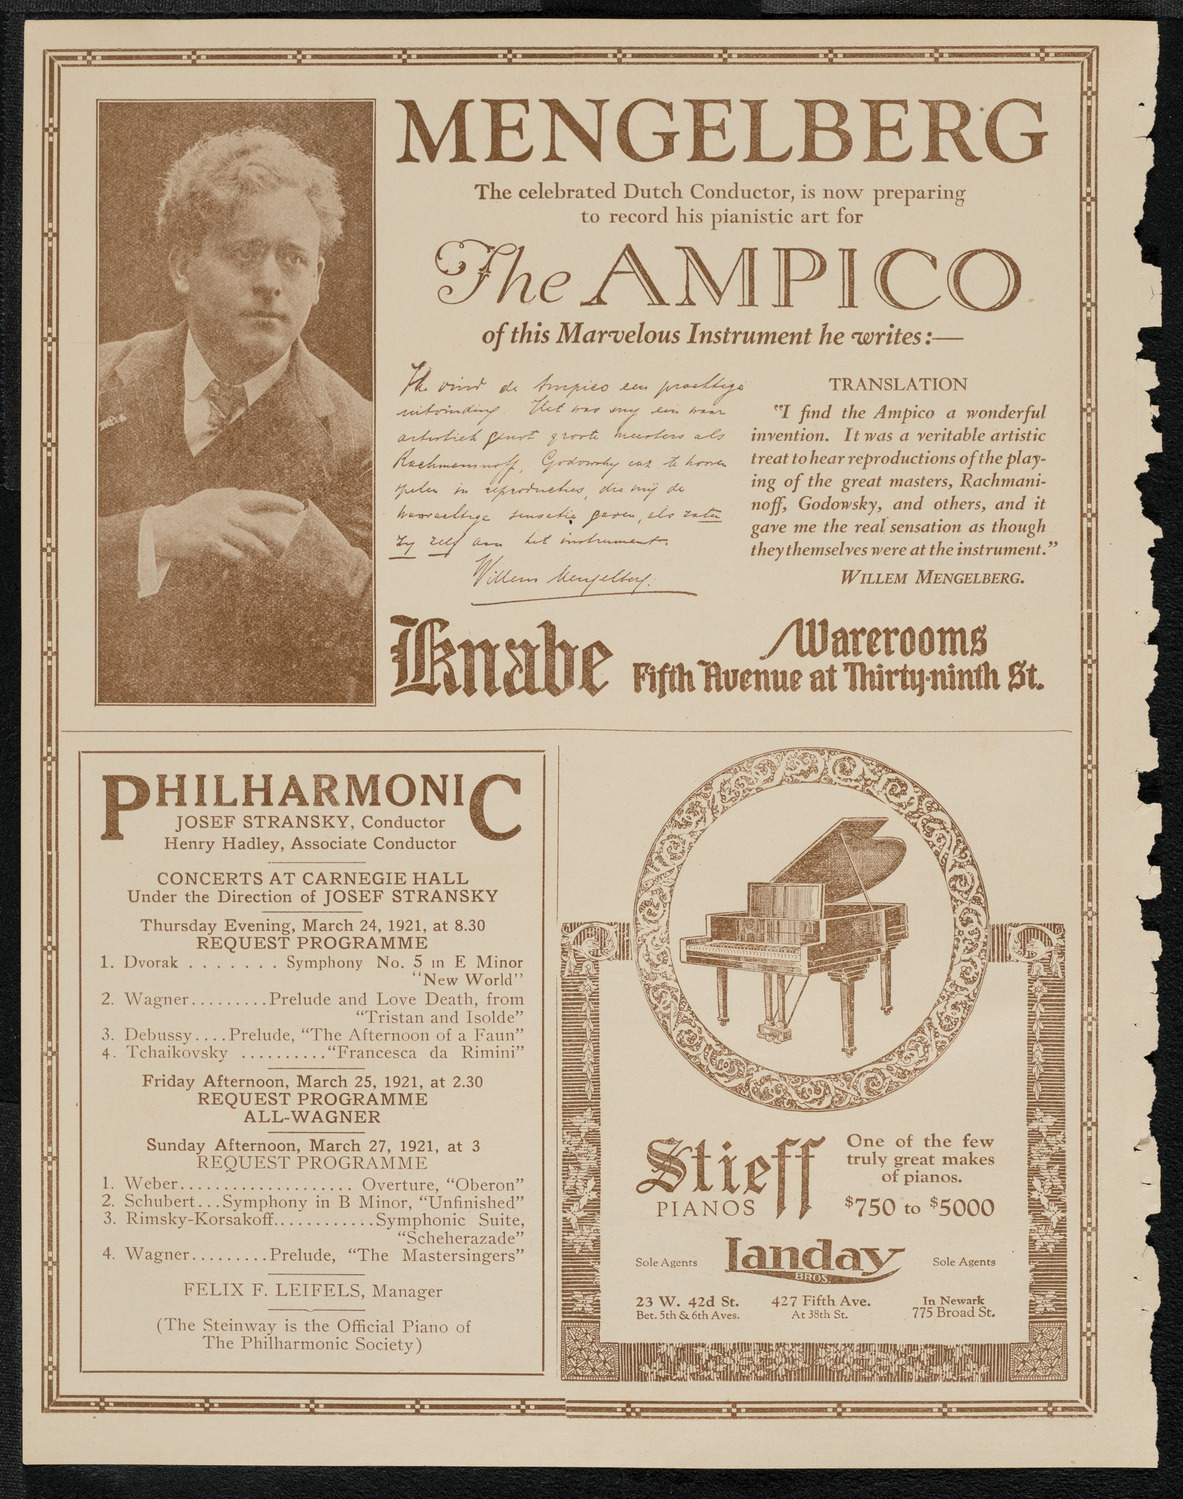 MENGELBERG
The celebrated Dutch Conductor, is now preparing
to record his pianistic art for
The AMPICO
of this Marvelous Instrument he writes:—
Ik vind de Ampico een prachtige
uitvinding. Het was mij een waar
artistiek genot groote meesters als
Rachmaninoff, Godowsky enz te hooren
spelen in reproducties, die mij de
waarachtige sensatie gaven, als zaten
zy zelf aan het instrument.
Willem Mengelberg.
TRANSLATION
"I find the Ampico a wonderful
invention. It was a veritable artistic
treat to hear reproductions of the play-
ing of the great masters, Rachmani-
noff, Godowsky, and others, and it
gave me the real sensation as though
they themselves were at the instrument."
WILLEM MENGELBERG.
Knabe
Warerooms
Fifth Avenue at Thirty-ninth St.
PHILHARMONIC
JOSEF STRANSKY, Conductor
Henry Hadley, Associate Conductor
CONCERTS AT CARNEGIE HALL
Under the Direction of JOSEF STRANSKY
Thursday Evening, March 24, 1921, at 8.30
REQUEST PROGRAMME
1. Dvorak . . . . . . . Symphony No. 5 in E Minor
"New World"
2. Wagner.........Prelude and Love Death, from
"Tristan and Isolde"
3. Debussy....Prelude, "The Afternoon of a Faun"
4. Tchaikovsky ..........“Francesca da Rimini”
Friday Afternoon, March 25, 1921, at 2.30
REQUEST PROGRAMME
ALL-WAGNER
Sunday Afternoon, March 27, 1921, at 3
REQUEST PROGRAMME
1. Weber................... Overture, "Oberon"
2. Schubert...Symphony in B Minor, "Unfinished"
3. Rimsky-Korsakoff............Symphonic Suite,
"Scheherazade"
4. Wagner.........Prelude, "The Mastersingers"
FELIX F. LEIFELS, Manager
(The Steinway is the Official Piano of
The Philharmonic Society)
Stieff
PIANOS
One of the few
truly great makes
of pianos.
$750 to $5000
Sole Agents
Landay
BROS.
Sole Agents
23 W. 42d St.
Bet. 5th & 6th Aves.
427 Fifth Ave.
At 38th St.
In Newark
775 Broad St.